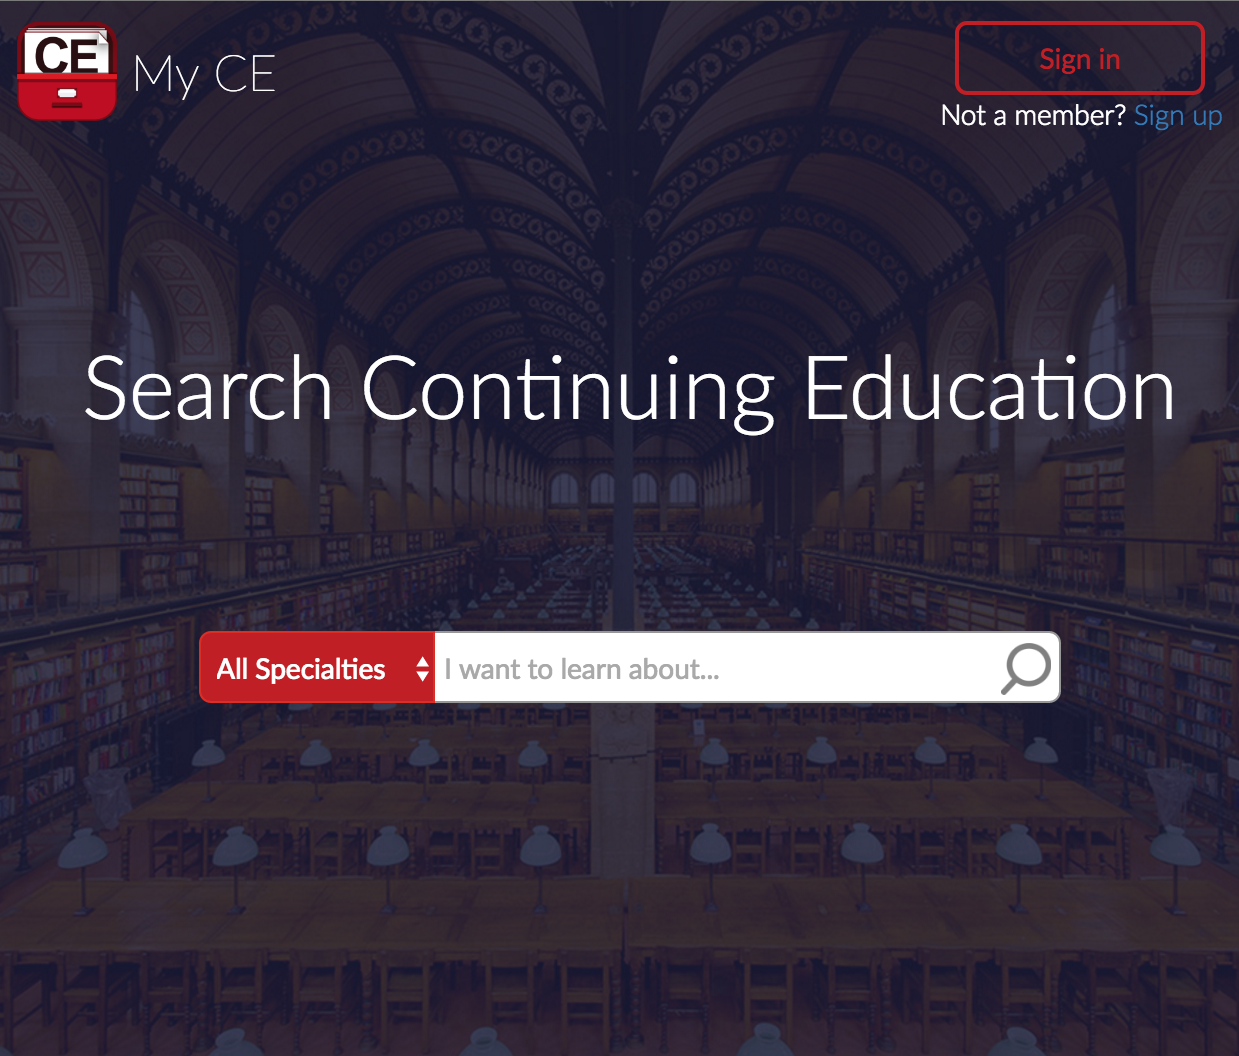 CE My CE
Sign in
Not a member? Sign up
Search Continuing Education
All Specialties I want to learn about...